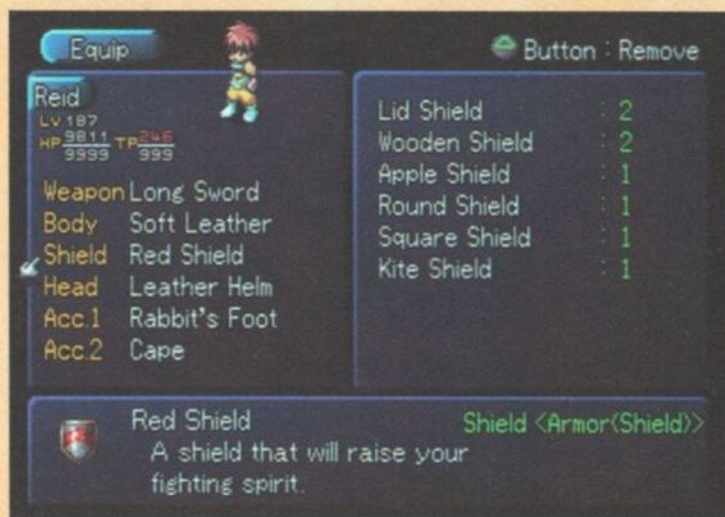 Equip
Button : Remove
Reid
Lv 187
HP 9811/9999 TP 246/999
Weapon Long Sword
Body Soft Leather
Shield Red Shield
Head Leather Helm
Acc.1 Rabbit's Foot
Acc.2 Cape
Lid Shield : 2
Wooden Shield : 2
Apple Shield : 1
Round Shield : 1
Square Shield : 1
Kite Shield : 1
Red Shield Shield <Armor(Shield)>
A shield that will raise your
fighting spirit.